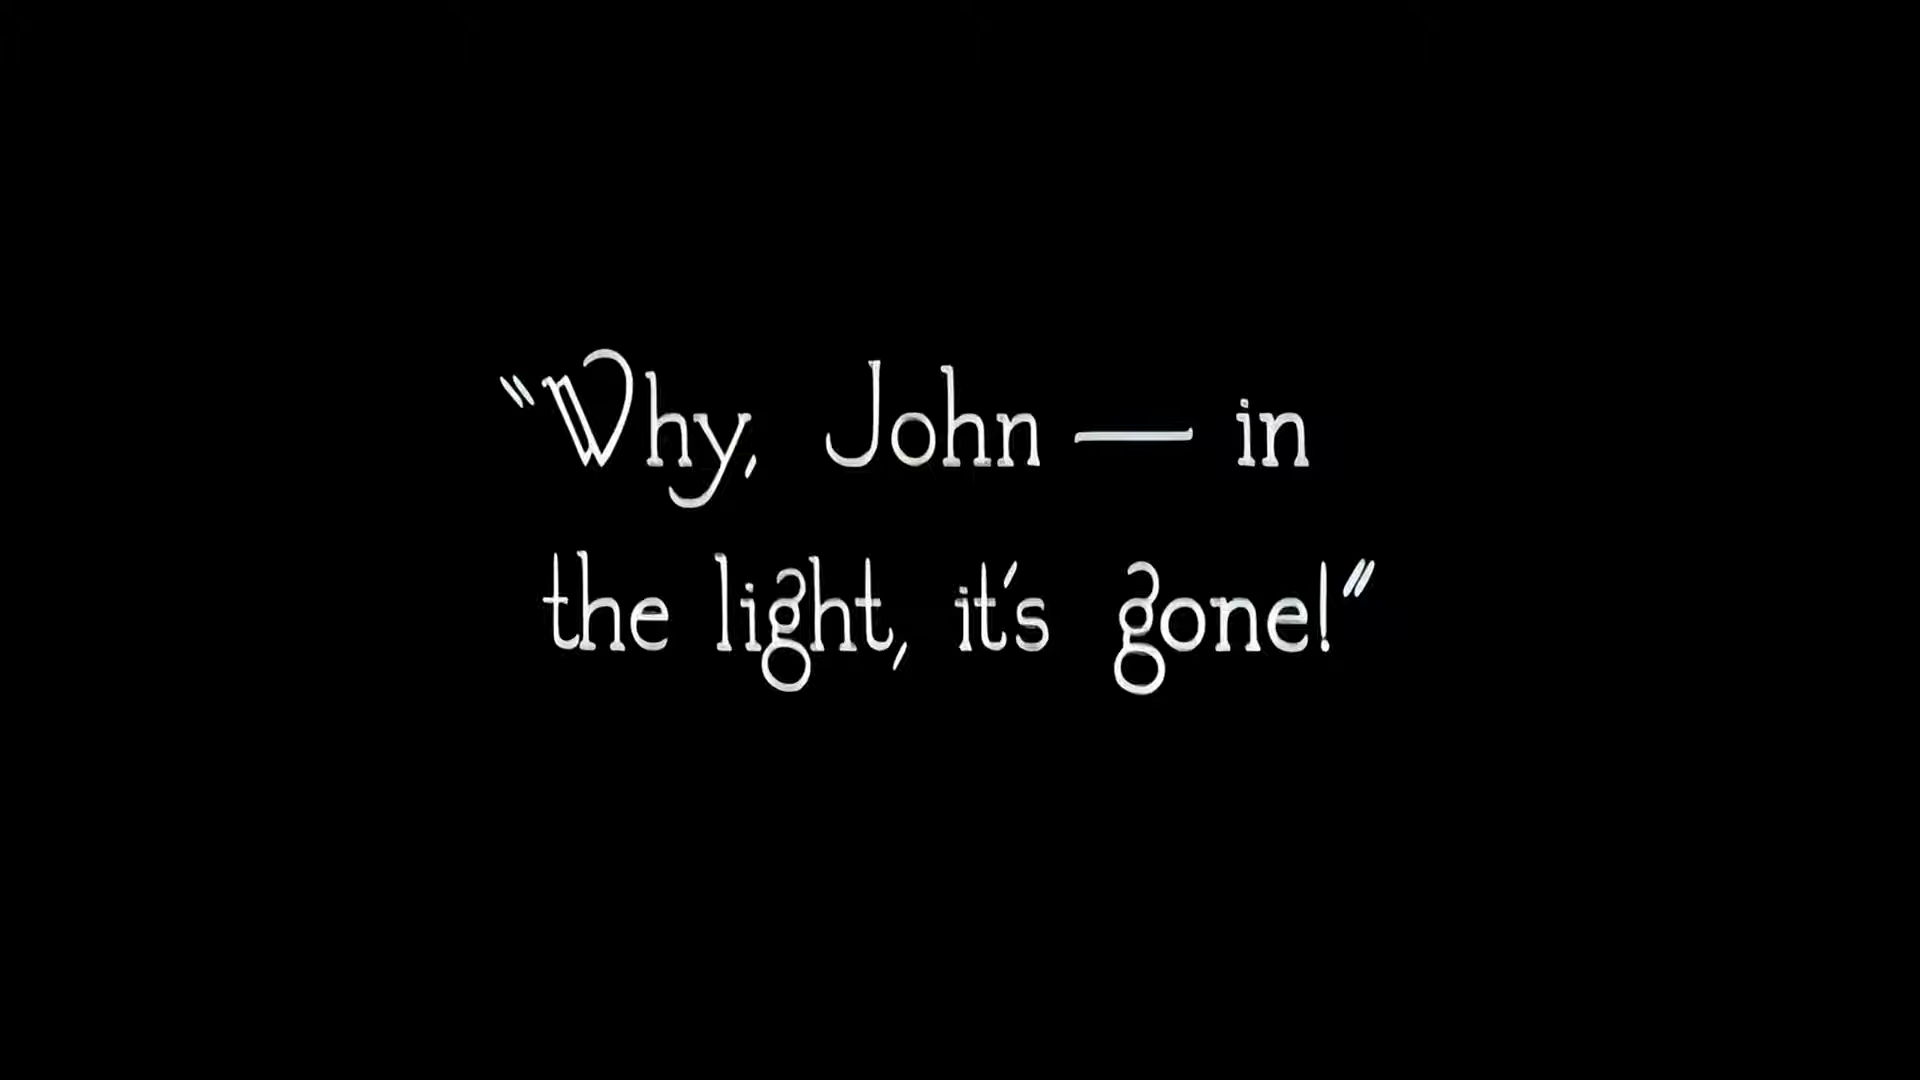 "Why, John — in
the light, it's gone!"